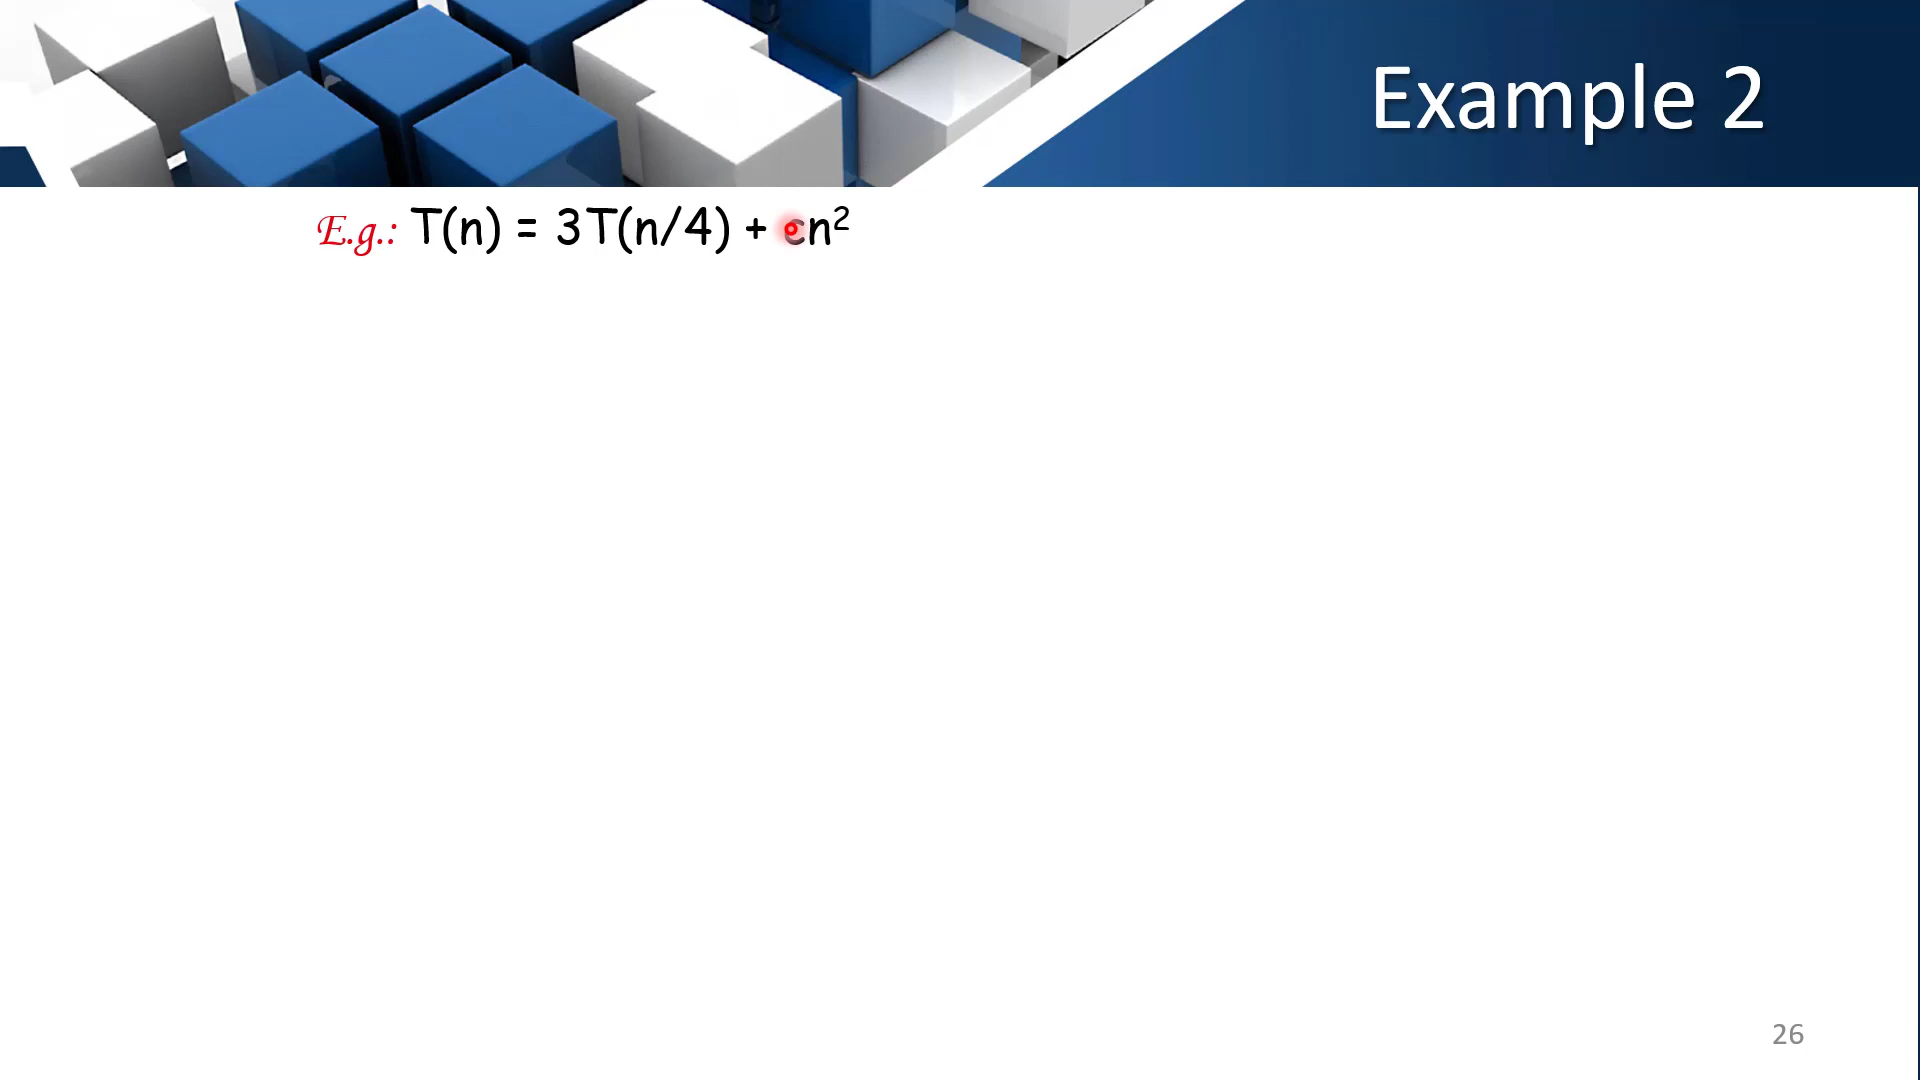 Example 2
E.g.: T(n) = 3T(n/4) + cn²
26